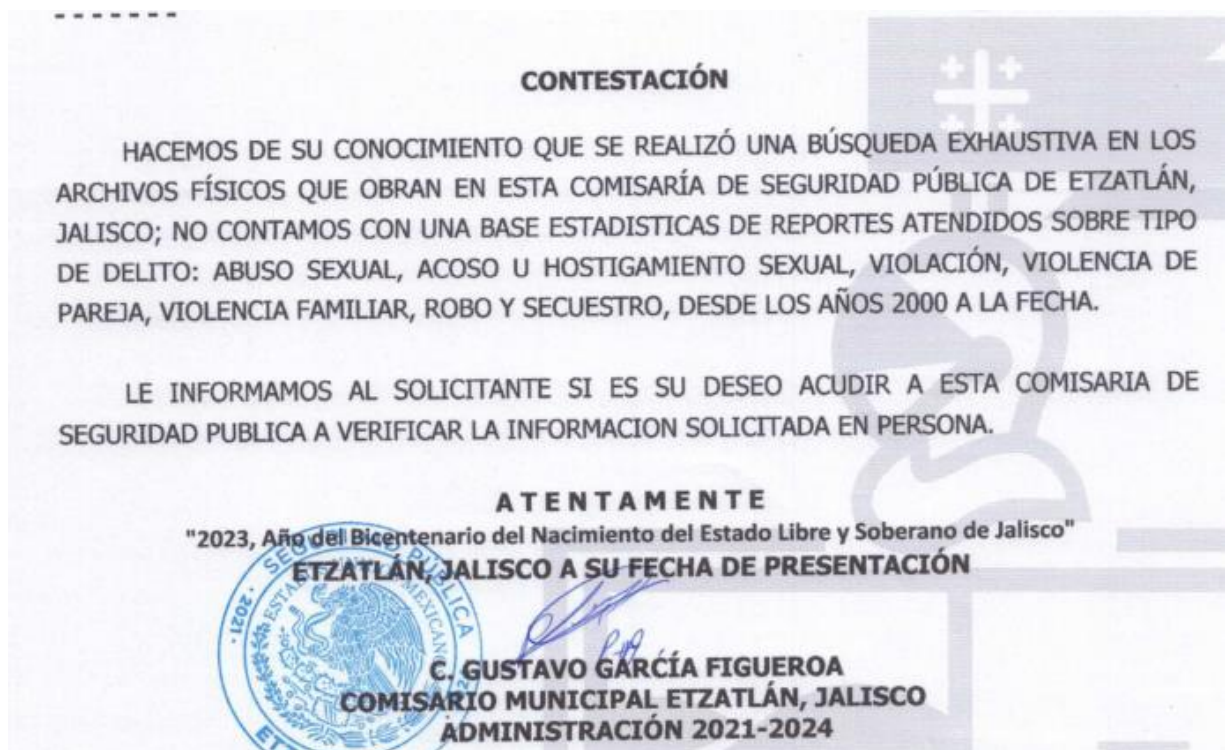 - - - - - - -
CONTESTACIÓN
HACEMOS DE SU CONOCIMIENTO QUE SE REALIZÓ UNA BÚSQUEDA EXHAUSTIVA EN LOS
ARCHIVOS FÍSICOS QUE OBRAN EN ESTA COMISARÍA DE SEGURIDAD PÚBLICA DE ETZATLÁN,
JALISCO; NO CONTAMOS CON UNA BASE ESTADISTICAS DE REPORTES ATENDIDOS SOBRE TIPO
DE DELITO: ABUSO SEXUAL, ACOSO U HOSTIGAMIENTO SEXUAL, VIOLACIÓN, VIOLENCIA DE
PAREJA, VIOLENCIA FAMILIAR, ROBO Y SECUESTRO, DESDE LOS AÑOS 2000 A LA FECHA.
LE INFORMAMOS AL SOLICITANTE SI ES SU DESEO ACUDIR A ESTA COMISARIA DE
SEGURIDAD PUBLICA A VERIFICAR LA INFORMACION SOLICITADA EN PERSONA.
ATENTAMENTE
"2023, Año del Bicentenario del Nacimiento del Estado Libre y Soberano de Jalisco"
ETZATLÁN, JALISCO A SU FECHA DE PRESENTACIÓN
SEGURIDAD PÚBLICA
2021
C. GUSTAVO GARCÍA FIGUEROA
COMISARIO MUNICIPAL ETZATLÁN, JALISCO
ADMINISTRACIÓN 2021-2024